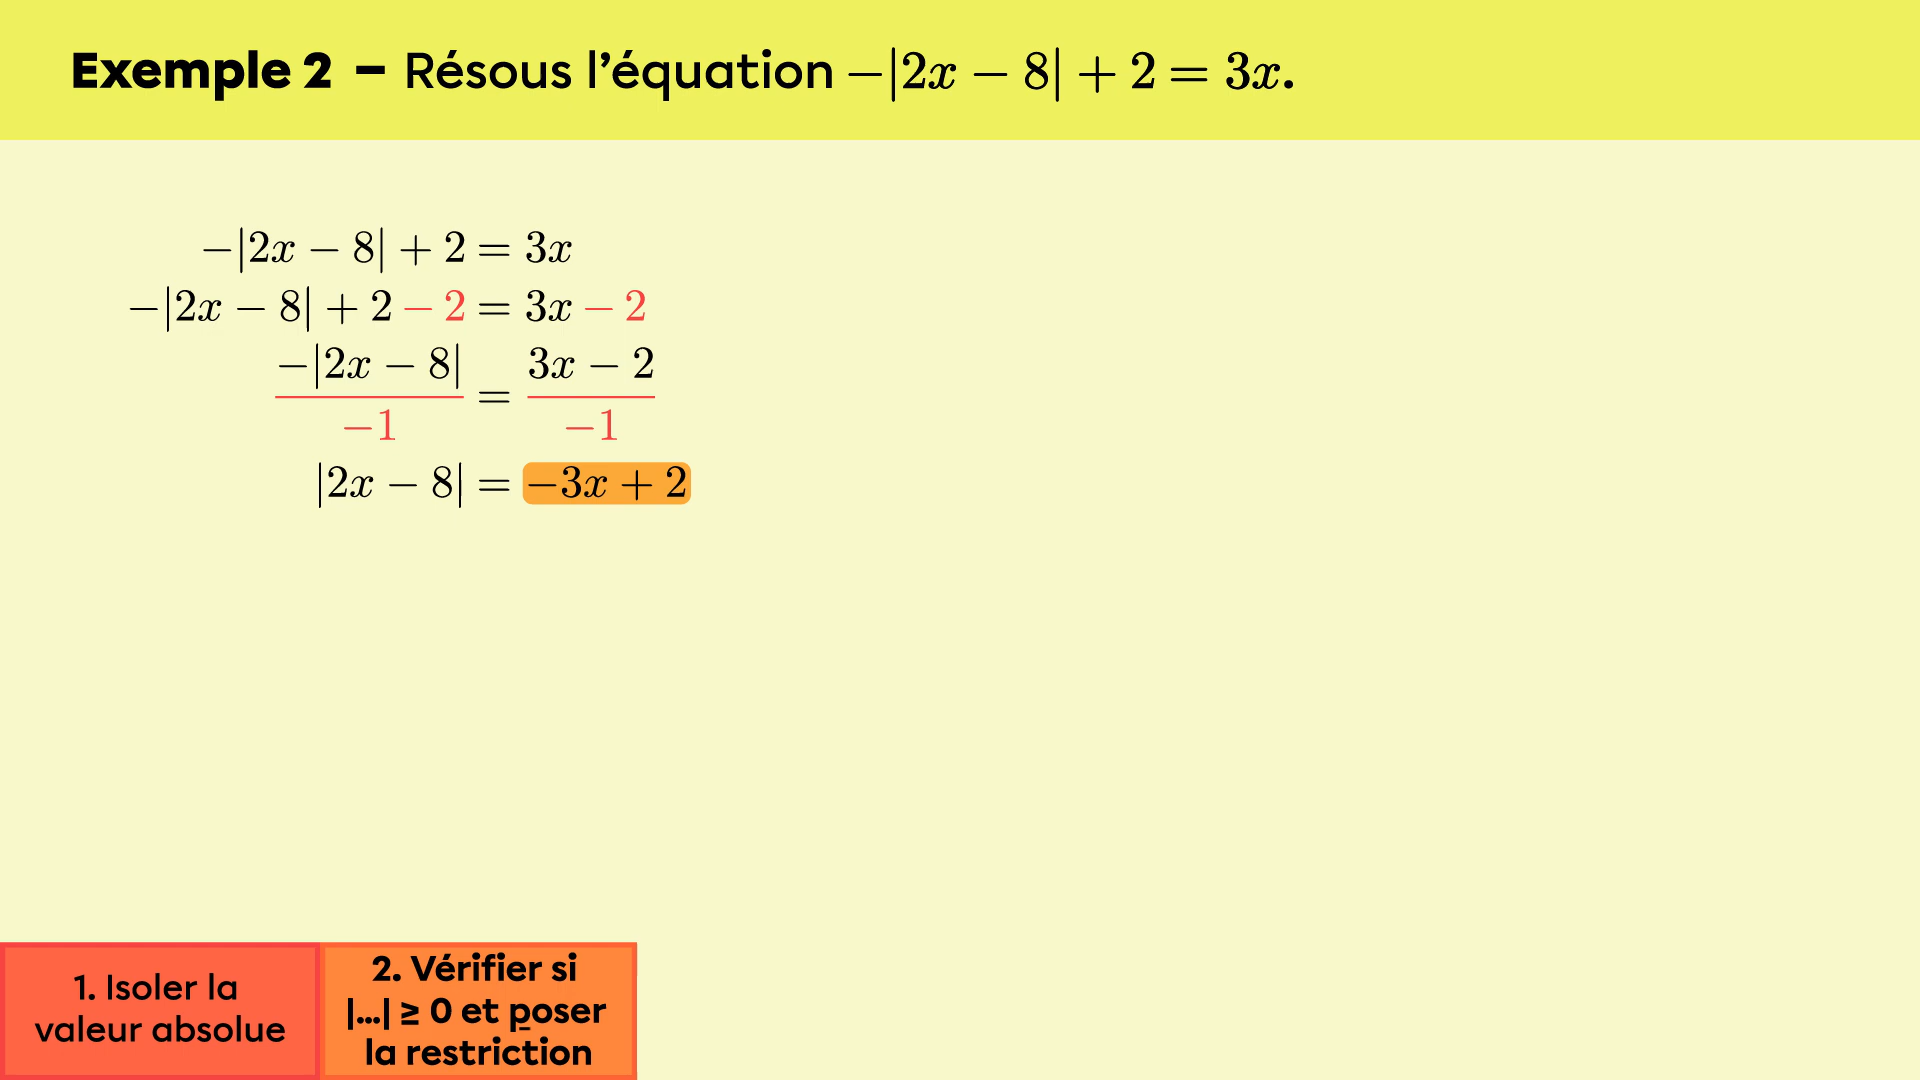 Exemple 2 – Résous l’équation −|2x − 8| + 2 = 3x.
−|2x − 8| + 2 = 3x
−|2x − 8| + 2 − 2 = 3x − 2
−|2x − 8| / −1 = 3x − 2 / −1
|2x − 8| = −3x + 2
1. Isoler la
valeur absolue
2. Vérifier si
|...| ≥ 0 et poser
la restriction